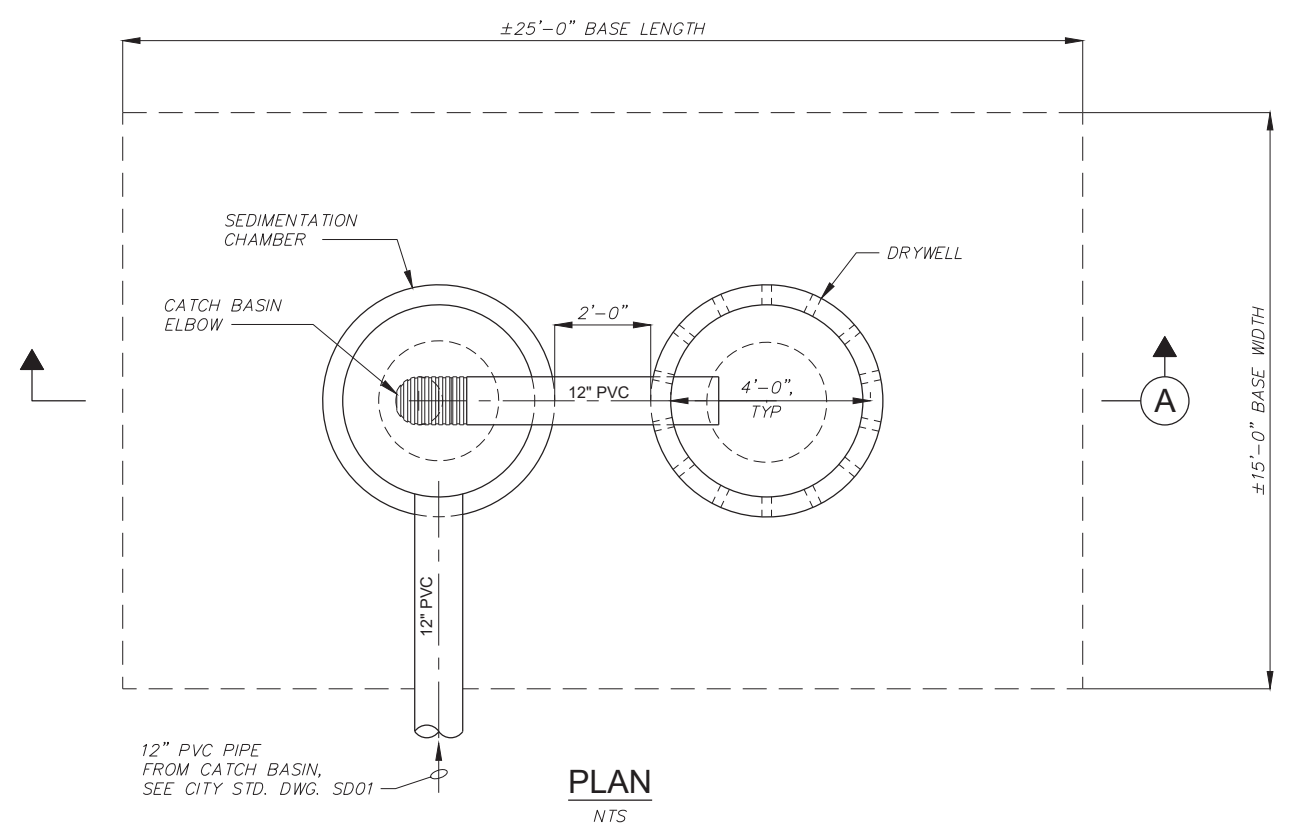 ±25'-0" BASE LENGTH
SEDIMENTATION
CHAMBER
DRYWELL
CATCH BASIN
ELBOW
2'-0"
12" PVC
4'-0",
TYP
A
±15'-0" BASE WIDTH
12" PVC
12" PVC PIPE
FROM CATCH BASIN,
SEE CITY STD. DWG. SD01
PLAN
NTS